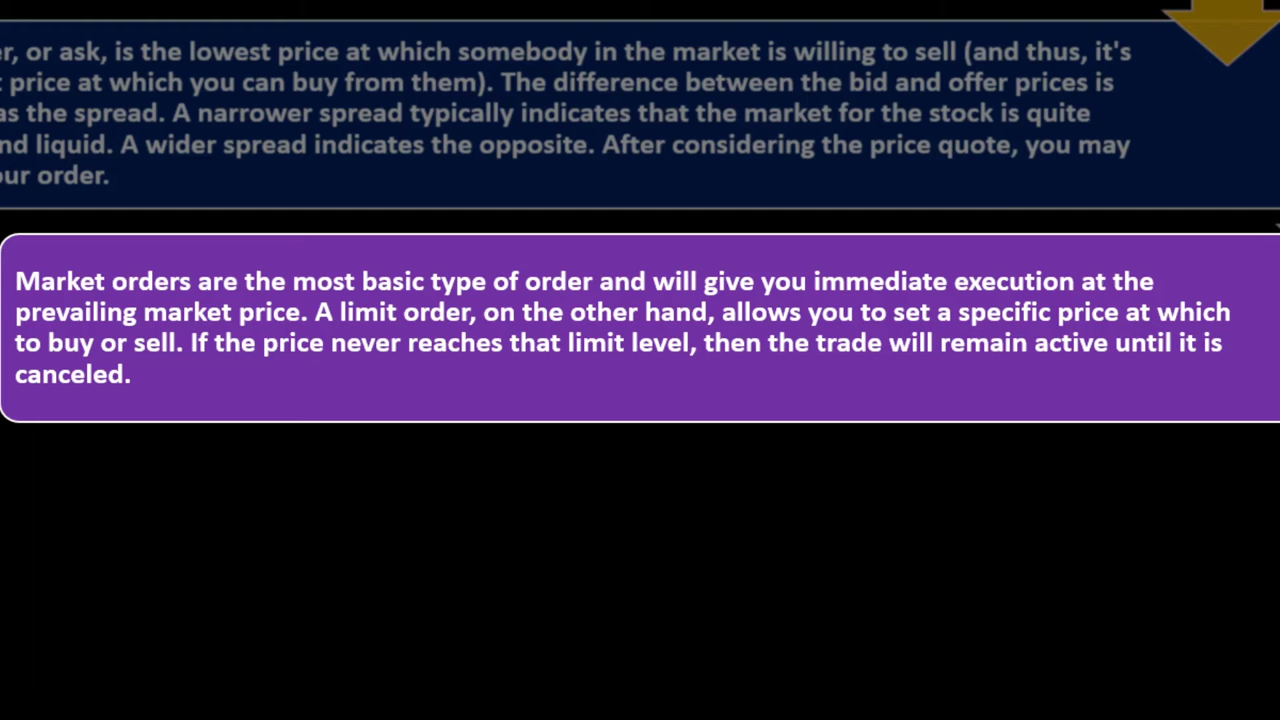 or ask, is the lowest price at which somebody in the market is willing to sell (and thus, it's
price at which you can buy from them). The difference between the bid and offer prices is
as the spread. A narrower spread typically indicates that the market for the stock is quite
liquid. A wider spread indicates the opposite. After considering the price quote, you may
order.
Market orders are the most basic type of order and will give you immediate execution at the
prevailing market price. A limit order, on the other hand, allows you to set a specific price at which
to buy or sell. If the price never reaches that limit level, then the trade will remain active until it is
canceled.